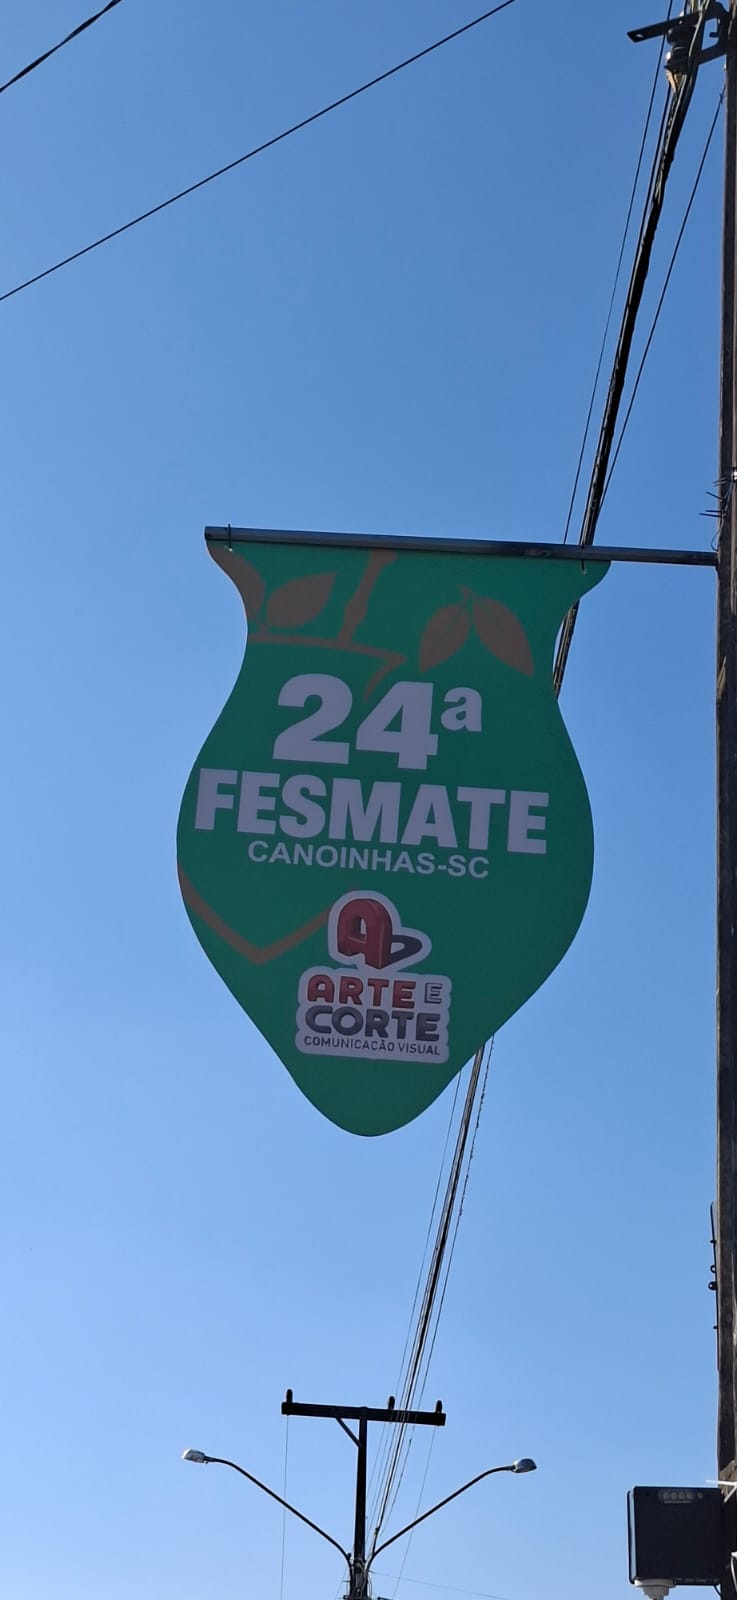 24ª
FESMATE
CANOINHAS-SC
A
ARTE E
CORTE
COMUNICAÇÃO VISUAL